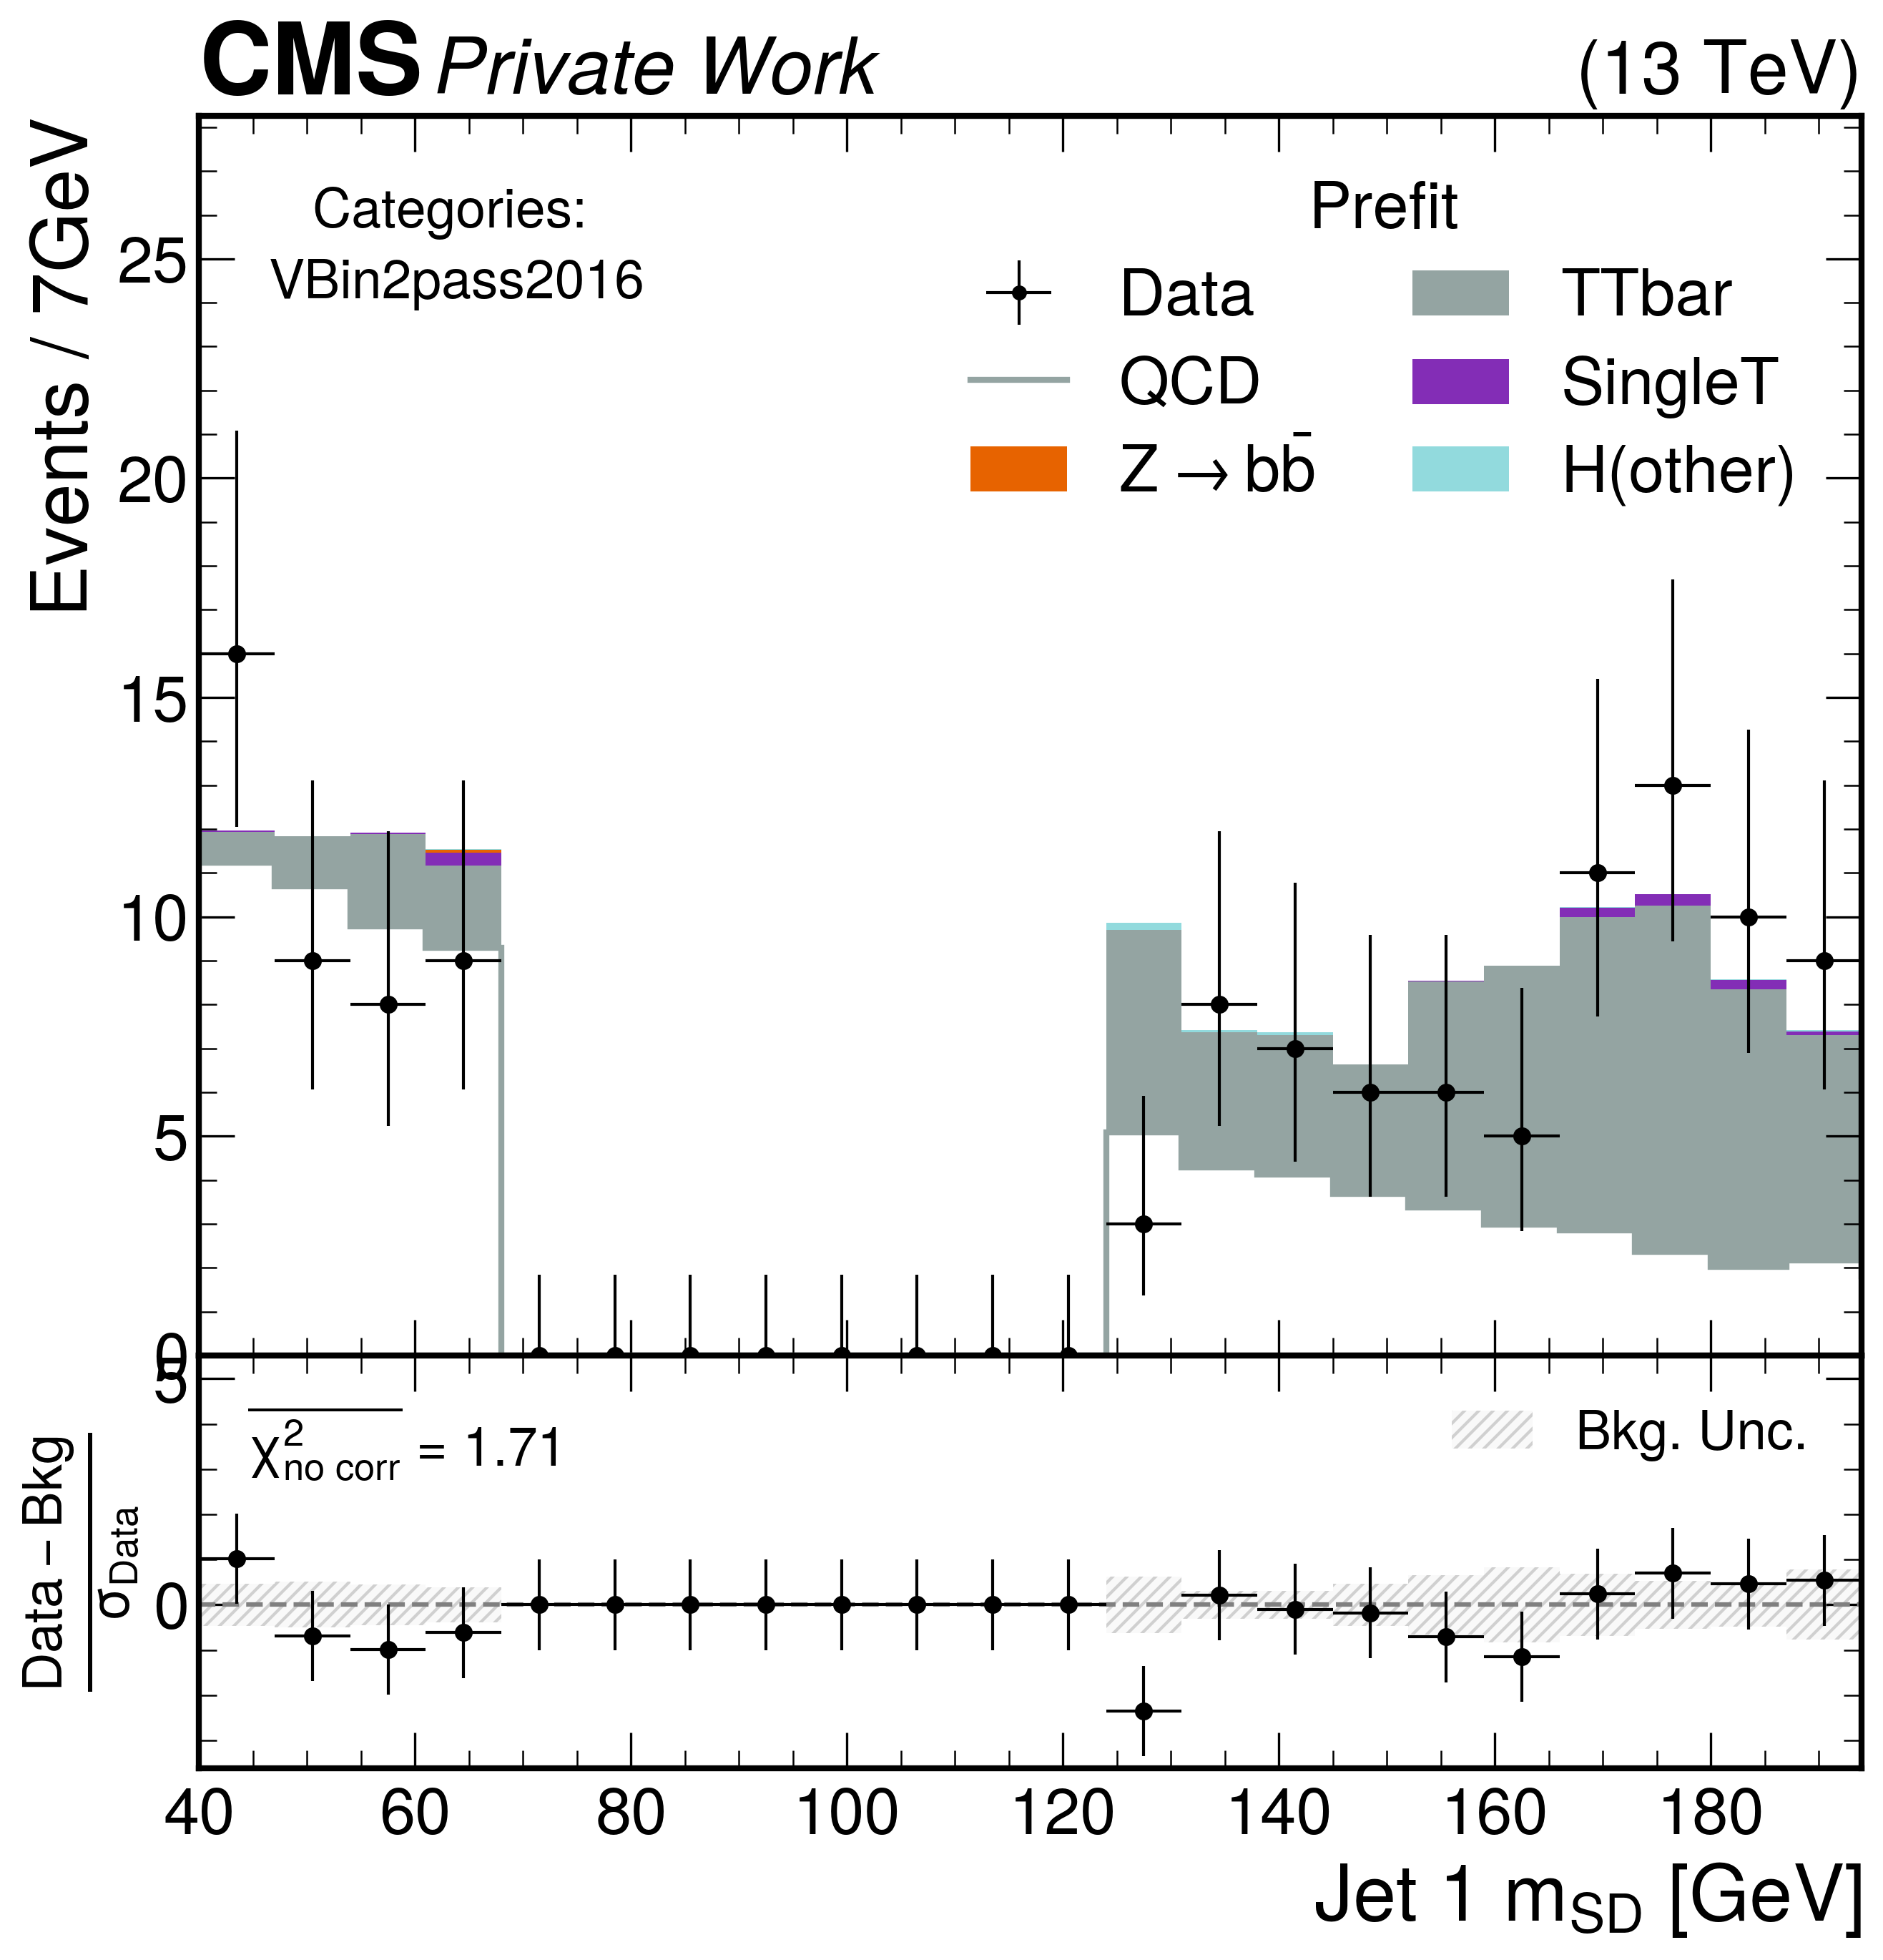 CMS Private Work (13 TeV)
Events / 7GeV
Categories:
VBin2pass2016
Prefit
Data
QCD
Z → bb̄
TTbar
SingleT
H(other)
25
20
15
10
5
0
Data − Bkg
σData
5
0
χ²no corr = 1.71
Bkg. Unc.
40 60 80 100 120 140 160 180
Jet 1 mSD [GeV]